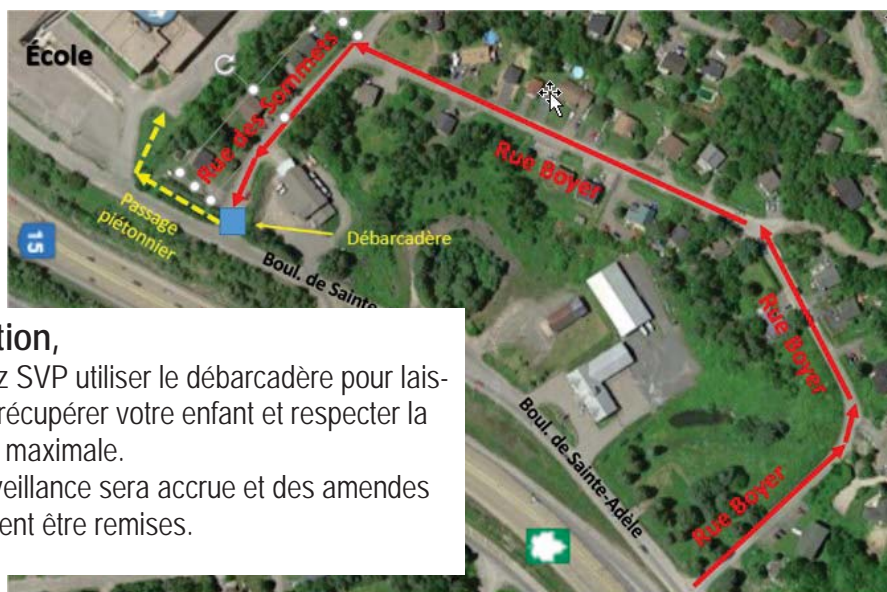 École
Rue des Sommets
Rue Boyer
Passage
piétonnier
Débarcadère
15
Boul. de Sainte
Rue Boyer
Boul. de Sainte-Adèle
Rue Boyer
tion,
z SVP utiliser le débarcadère pour lais-
récupérer votre enfant et respecter la
maximale.
veillance sera accrue et des amendes
ent être remises.